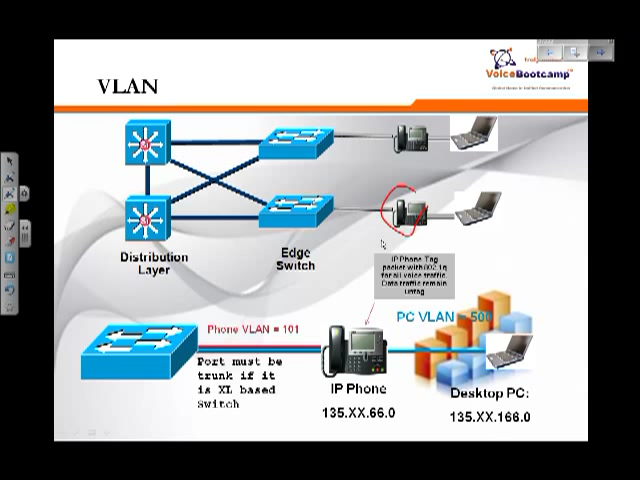 VLAN
VoiceBootcamp
Distribution
Layer
Edge
Switch
IP Phone Tag
packet with 802.1q
for all voice traffic.
Data traffic remain
untag
PC VLAN = 500
Phone VLAN = 101
Port must be
trunk if it
is XL based
Switch
IP Phone
135.XX.66.0
Desktop PC:
135.XX.166.0